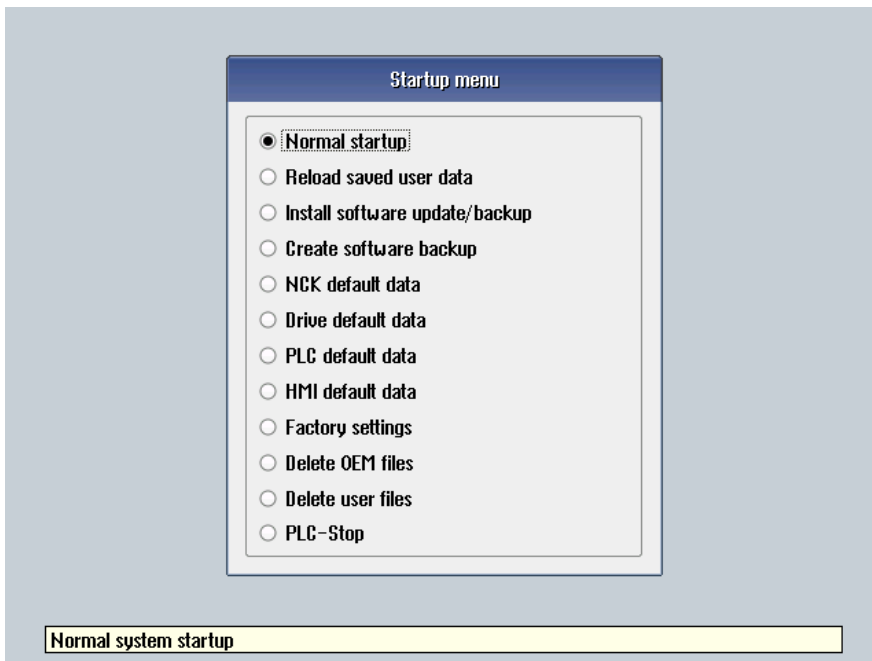 Startup menu
Normal startup
Reload saved user data
Install software update/backup
Create software backup
NCK default data
Drive default data
PLC default data
HMI default data
Factory settings
Delete OEM files
Delete user files
PLC-Stop
Normal system startup